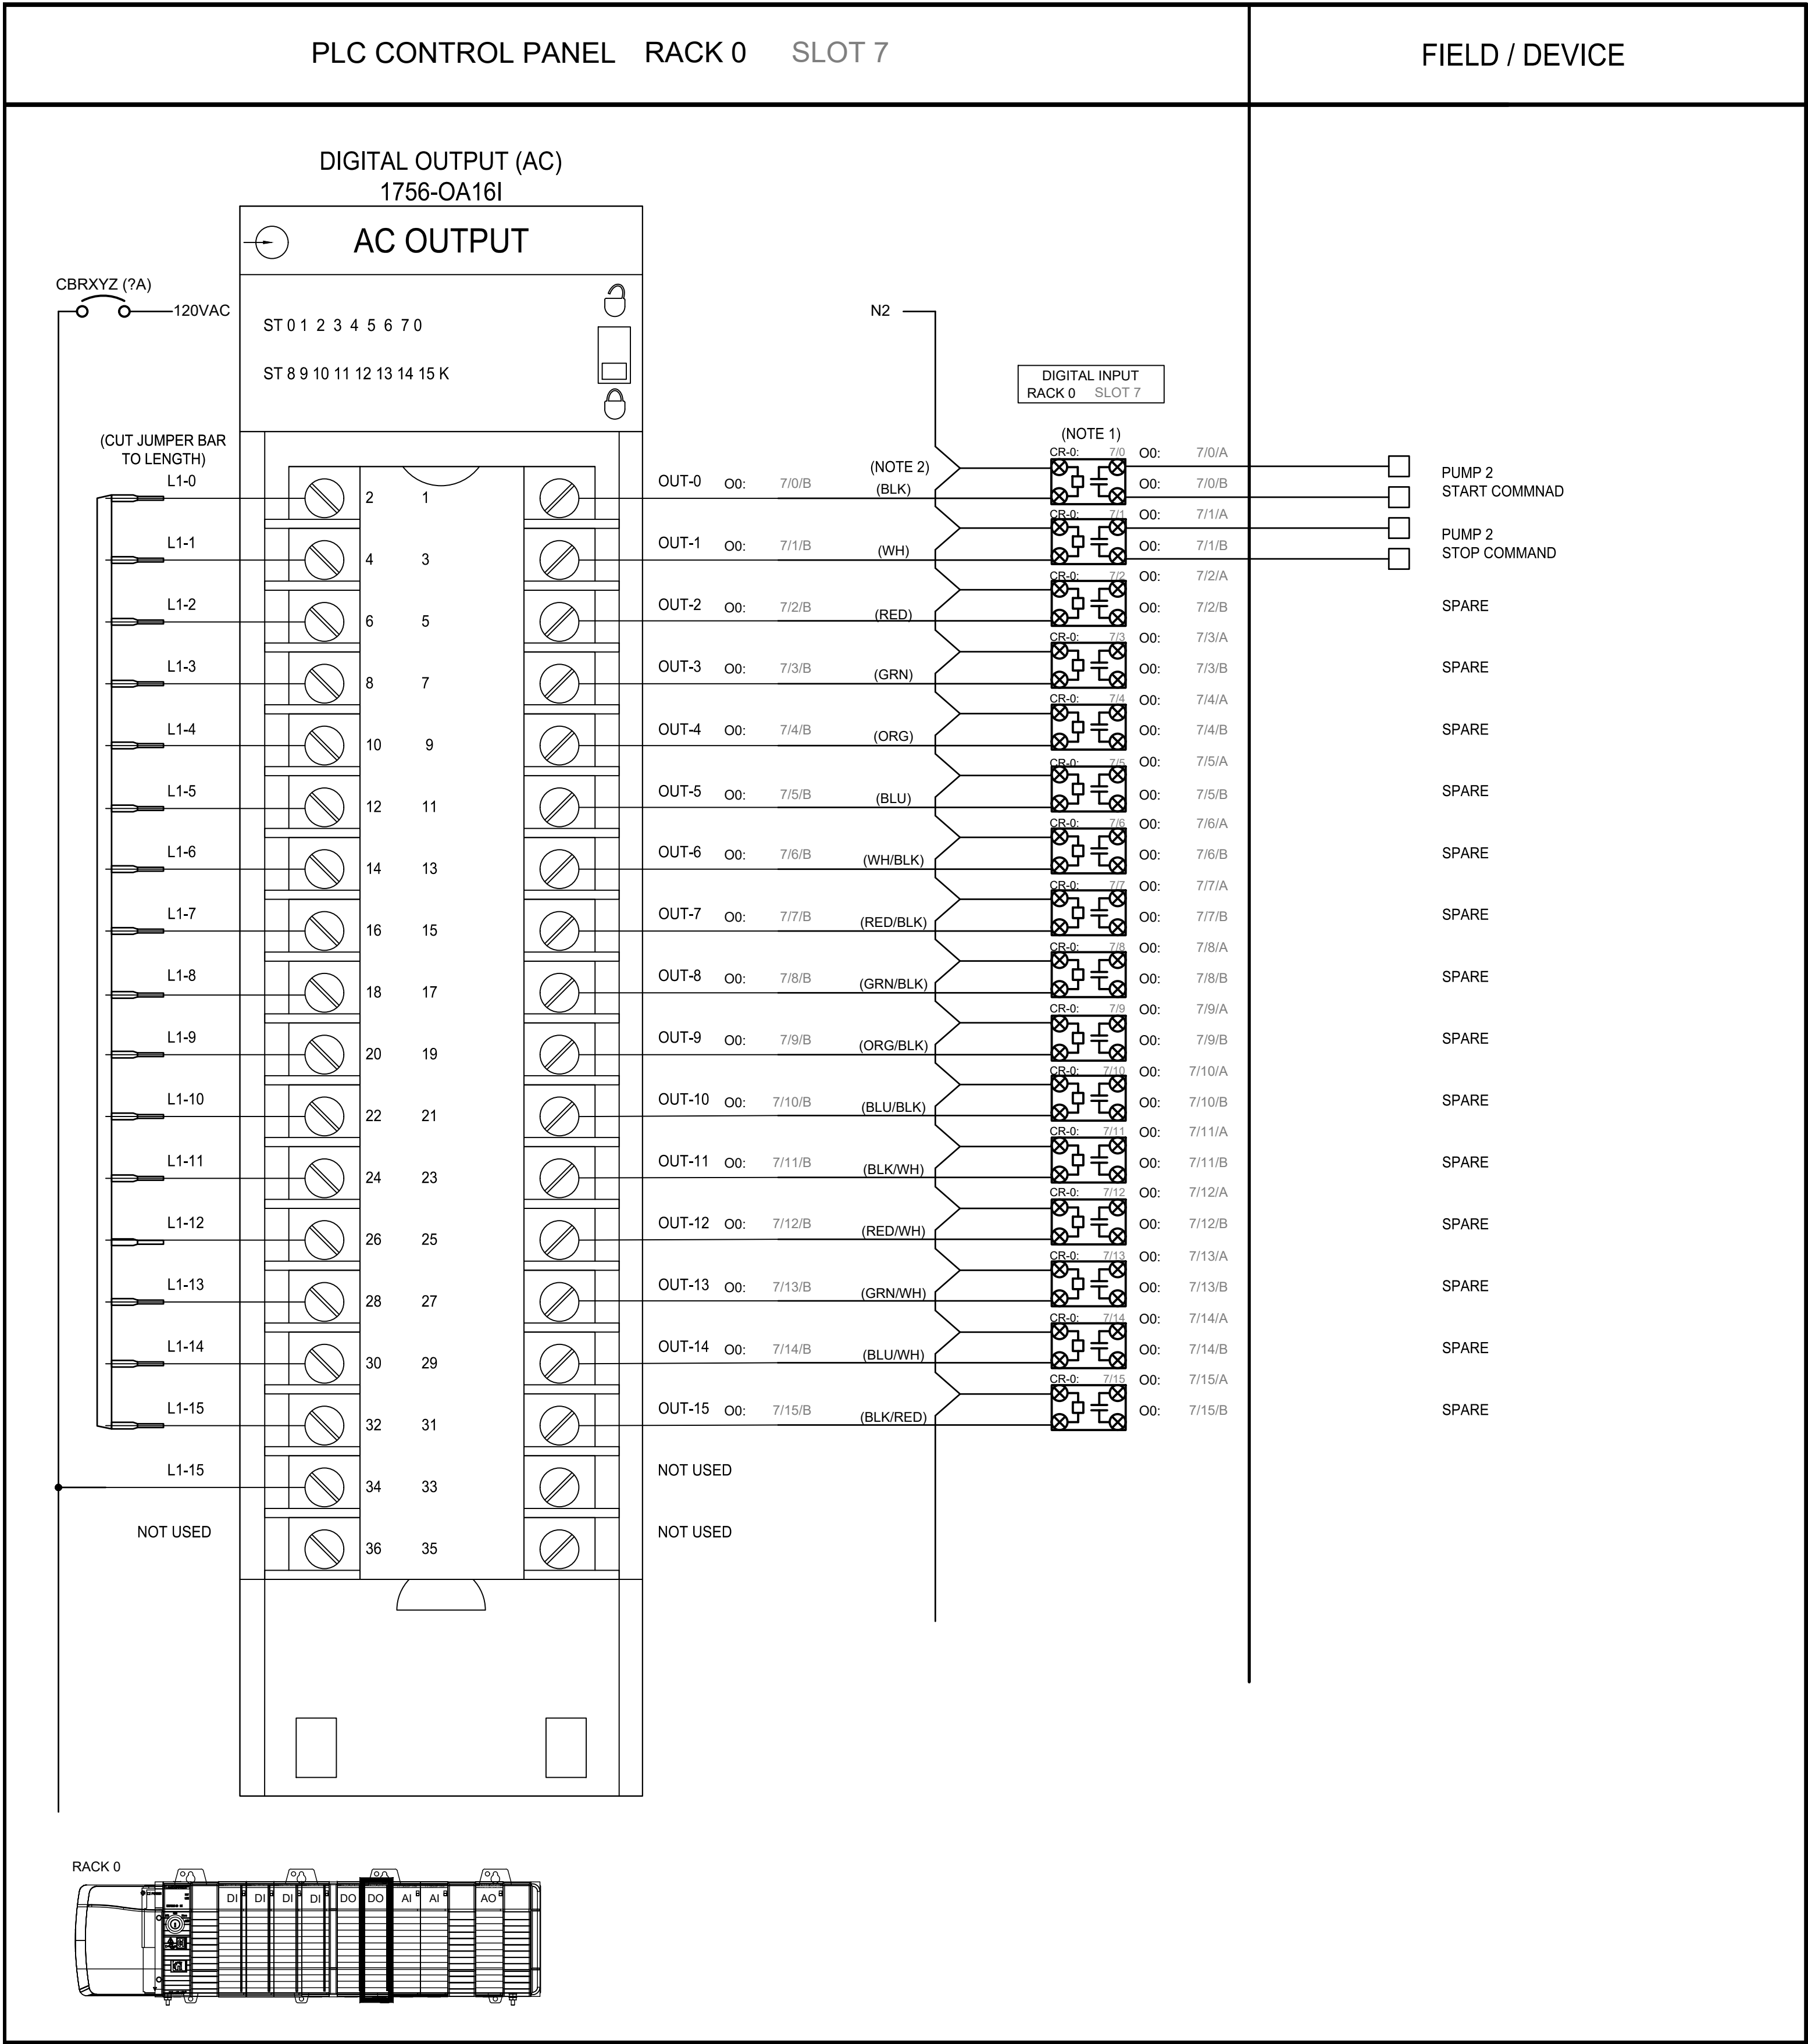 PLC CONTROL PANEL RACK 0 SLOT 7
FIELD / DEVICE
DIGITAL OUTPUT (AC)
1756-OA16I
AC OUTPUT
CBRXYZ (?A)
120VAC
ST 0 1 2 3 4 5 6 7 0
ST 8 9 10 11 12 13 14 15 K
N2
DIGITAL INPUT
RACK 0 SLOT 7
(CUT JUMPER BAR
TO LENGTH)
(NOTE 1)
(NOTE 2)
CR-0: 7/0 O0: 7/0/A
L1-0 2 1 OUT-0 O0: 7/0/B (BLK) O0: 7/0/B
PUMP 2
START COMMNAD
CR-0: 7/1 O0: 7/1/A
L1-1 4 3 OUT-1 O0: 7/1/B (WH) O0: 7/1/B
PUMP 2
STOP COMMAND
CR-0: 7/2 O0: 7/2/A
L1-2 6 5 OUT-2 O0: 7/2/B (RED) O0: 7/2/B SPARE
CR-0: 7/3 O0: 7/3/A
L1-3 8 7 OUT-3 O0: 7/3/B (GRN) O0: 7/3/B SPARE
CR-0: 7/4 O0: 7/4/A
L1-4 10 9 OUT-4 O0: 7/4/B (ORG) O0: 7/4/B SPARE
CR-0: 7/5 O0: 7/5/A
L1-5 12 11 OUT-5 O0: 7/5/B (BLU) O0: 7/5/B SPARE
CR-0: 7/6 O0: 7/6/A
L1-6 14 13 OUT-6 O0: 7/6/B (WH/BLK) O0: 7/6/B SPARE
CR-0: 7/7 O0: 7/7/A
L1-7 16 15 OUT-7 O0: 7/7/B (RED/BLK) O0: 7/7/B SPARE
CR-0: 7/8 O0: 7/8/A
L1-8 18 17 OUT-8 O0: 7/8/B (GRN/BLK) O0: 7/8/B SPARE
CR-0: 7/9 O0: 7/9/A
L1-9 20 19 OUT-9 O0: 7/9/B (ORG/BLK) O0: 7/9/B SPARE
CR-0: 7/10 O0: 7/10/A
L1-10 22 21 OUT-10 O0: 7/10/B (BLU/BLK) O0: 7/10/B SPARE
CR-0: 7/11 O0: 7/11/A
L1-11 24 23 OUT-11 O0: 7/11/B (BLK/WH) O0: 7/11/B SPARE
CR-0: 7/12 O0: 7/12/A
L1-12 26 25 OUT-12 O0: 7/12/B (RED/WH) O0: 7/12/B SPARE
CR-0: 7/13 O0: 7/13/A
L1-13 28 27 OUT-13 O0: 7/13/B (GRN/WH) O0: 7/13/B SPARE
CR-0: 7/14 O0: 7/14/A
L1-14 30 29 OUT-14 O0: 7/14/B (BLU/WH) O0: 7/14/B SPARE
CR-0: 7/15 O0: 7/15/A
L1-15 32 31 OUT-15 O0: 7/15/B (BLK/RED) O0: 7/15/B SPARE
L1-15 34 33 NOT USED
NOT USED 36 35 NOT USED
RACK 0
DI DI DI DI DO DO AI AI AO